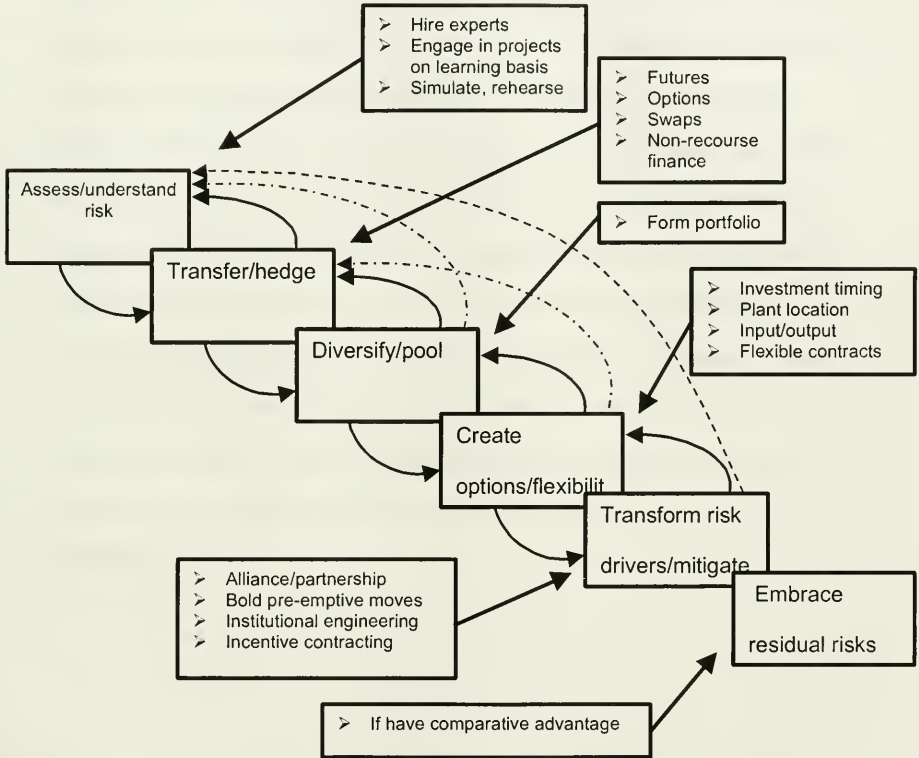 ➢ Hire experts
➢ Engage in projects
on learning basis
➢ Simulate, rehearse
➢ Futures
➢ Options
➢ Swaps
➢ Non-recourse
finance
Assess/understand
risk
➢ Form portfolio
Transfer/hedge
➢ Investment timing
➢ Plant location
➢ Input/output
➢ Flexible contracts
Diversify/pool
Create
options/flexibilit
Transform risk
drivers/mitigate
➢ Alliance/partnership
➢ Bold pre-emptive moves
➢ Institutional engineering
➢ Incentive contracting
Embrace
residual risks
➢ If have comparative advantage